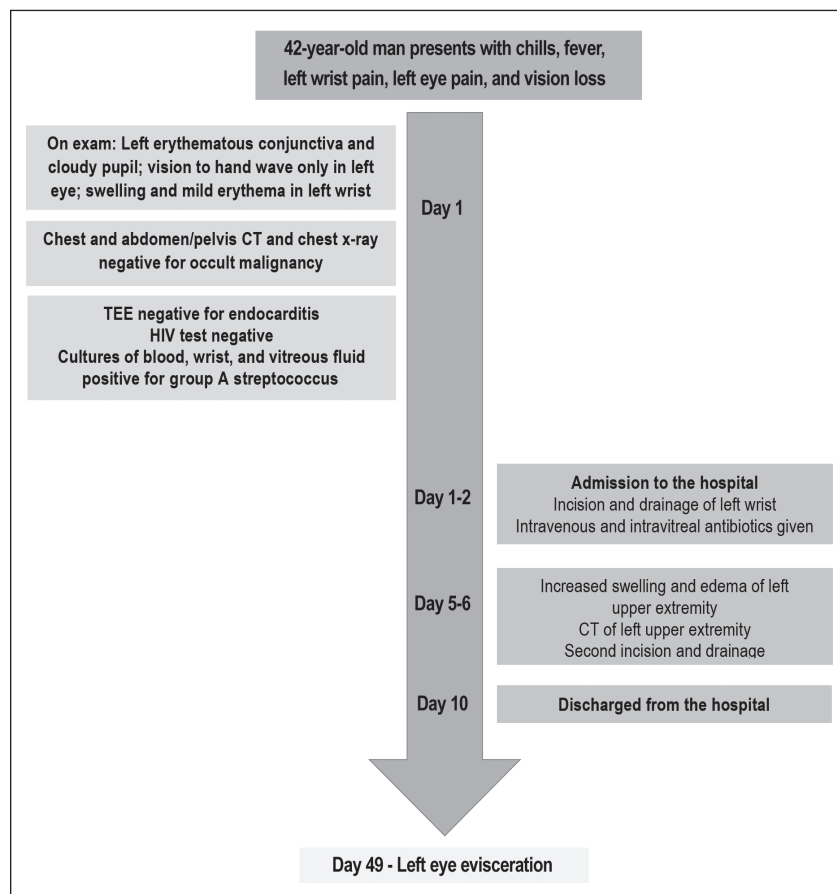 42-year-old man presents with chills, fever,
left wrist pain, left eye pain, and vision loss
On exam: Left erythematous conjunctiva and
cloudy pupil; vision to hand wave only in left
eye; swelling and mild erythema in left wrist
Day 1
Chest and abdomen/pelvis CT and chest x-ray
negative for occult malignancy
TEE negative for endocarditis
HIV test negative
Cultures of blood, wrist, and vitreous fluid
positive for group A streptococcus
Day 1-2
Admission to the hospital
Incision and drainage of left wrist
Intravenous and intravitreal antibiotics given
Day 5-6
Increased swelling and edema of left
upper extremity
CT of left upper extremity
Second incision and drainage
Day 10
Discharged from the hospital
Day 49 - Left eye evisceration